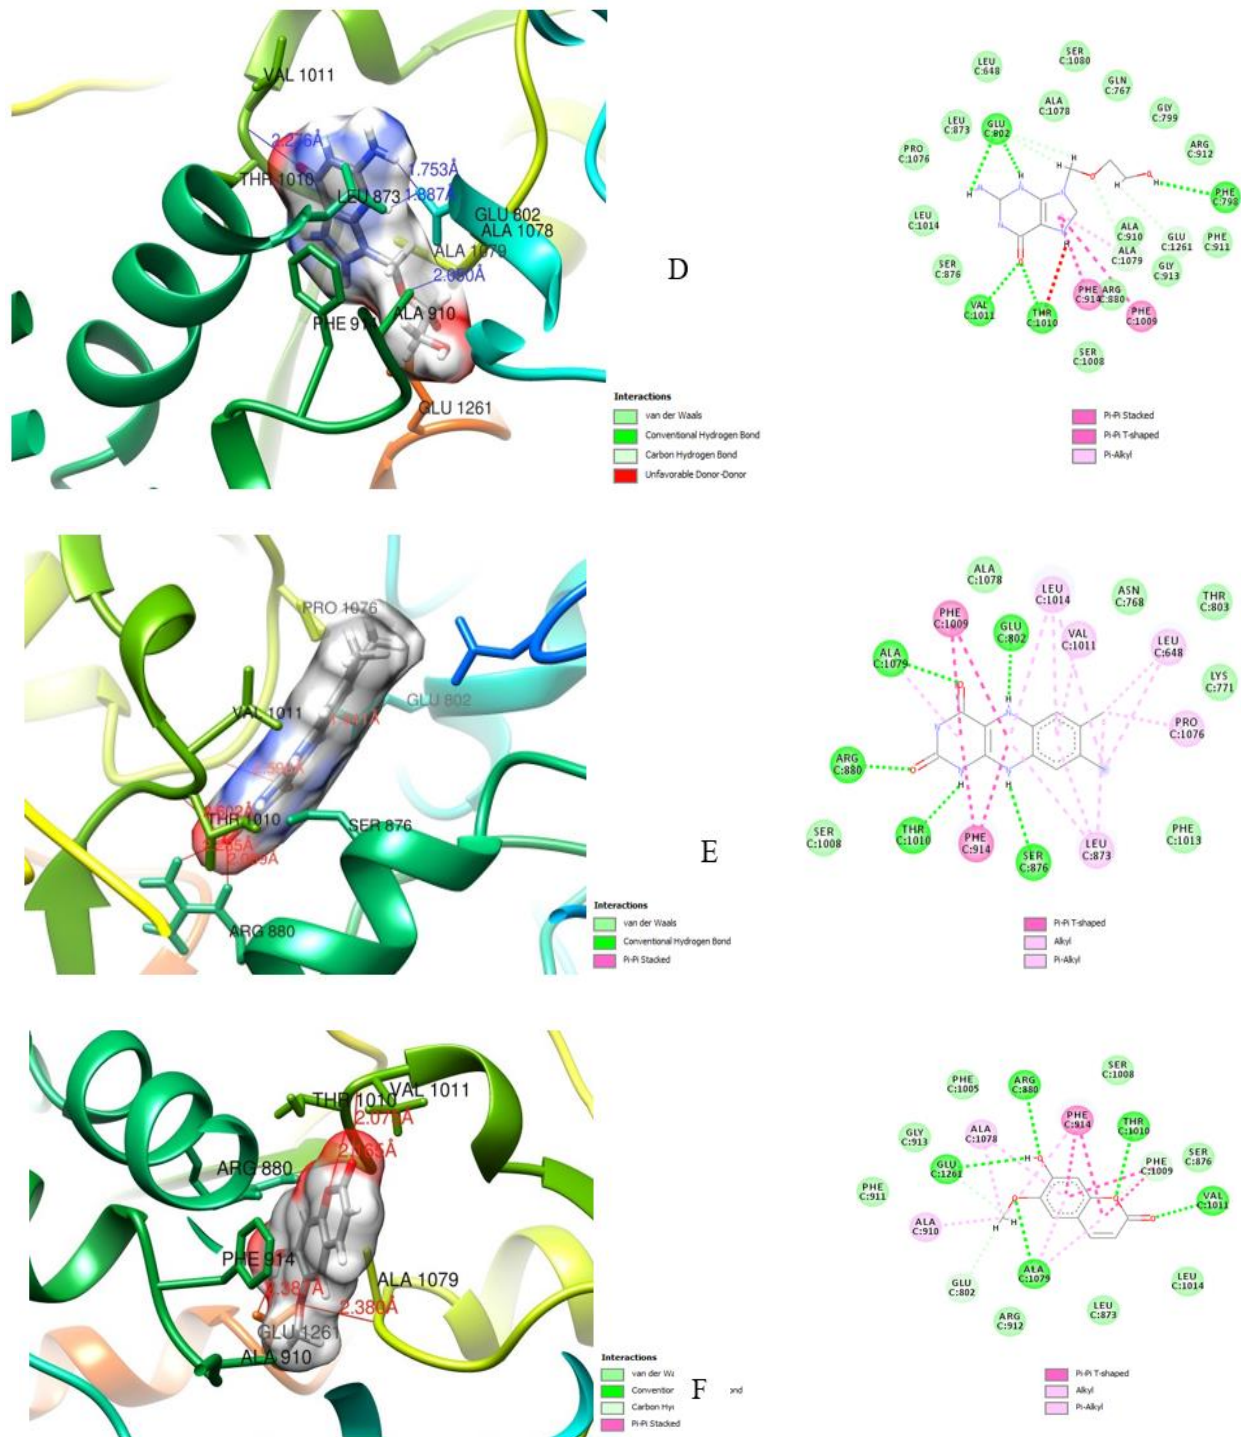 VAL 1011
2.276Å
THR 1010
LEU 873
1.753Å
1.887Å
GLU 802
ALA 1078
ALA 1079
2.080Å
PHE 914
ALA 910
GLU 1261
D
LEU
C:648
SER
C:1080
GLN
C:767
ALA
C:1078
GLY
C:799
LEU
C:873
GLU
C:802
ARG
C:912
PRO
C:1076
PHE
C:798
LEU
C:1014
ALA
C:910
GLU
C:1261
PHE
C:911
ALA
C:1079
GLY
C:913
SER
C:876
VAL
C:1011
THR
C:1010
PHE
C:914
ARG
C:880
PHE
C:1009
SER
C:1008
Interactions
van der Waals
Conventional Hydrogen Bond
Carbon Hydrogen Bond
Unfavorable Donor-Donor
Pi-Pi Stacked
Pi-Pi T-shaped
Pi-Alkyl
PRO 1076
GLU 802
VAL 1011
THR 1010
SER 876
ARG 880
E
ALA
C:1078
LEU
C:1014
ASN
C:768
THR
C:803
PHE
C:1009
GLU
C:802
VAL
C:1011
LEU
C:648
ALA
C:1079
LYS
C:771
PRO
C:1076
ARG
C:880
SER
C:1008
THR
C:1010
PHE
C:914
SER
C:876
LEU
C:873
PHE
C:1013
Interactions
van der Waals
Conventional Hydrogen Bond
Pi-Pi Stacked
Pi-Pi T-shaped
Alkyl
Pi-Alkyl
THR 1010
VAL 1011
ARG 880
PHE 914
ALA 1079
2.387Å
2.380Å
GLU 1261
ALA 910
F
PHE
C:1005
ARG
C:880
SER
C:1008
GLY
C:913
ALA
C:1078
PHE
C:914
THR
C:1010
GLU
C:1261
PHE
C:1009
SER
C:876
PHE
C:911
VAL
C:1011
ALA
C:910
GLU
C:802
ALA
C:1079
LEU
C:1014
ARG
C:912
LEU
C:873
Interactions
van der Wa
Conventior
Carbon Hy
Pi-Pi Stacked
Pi-Pi T-shaped
Alkyl
Pi-Alkyl